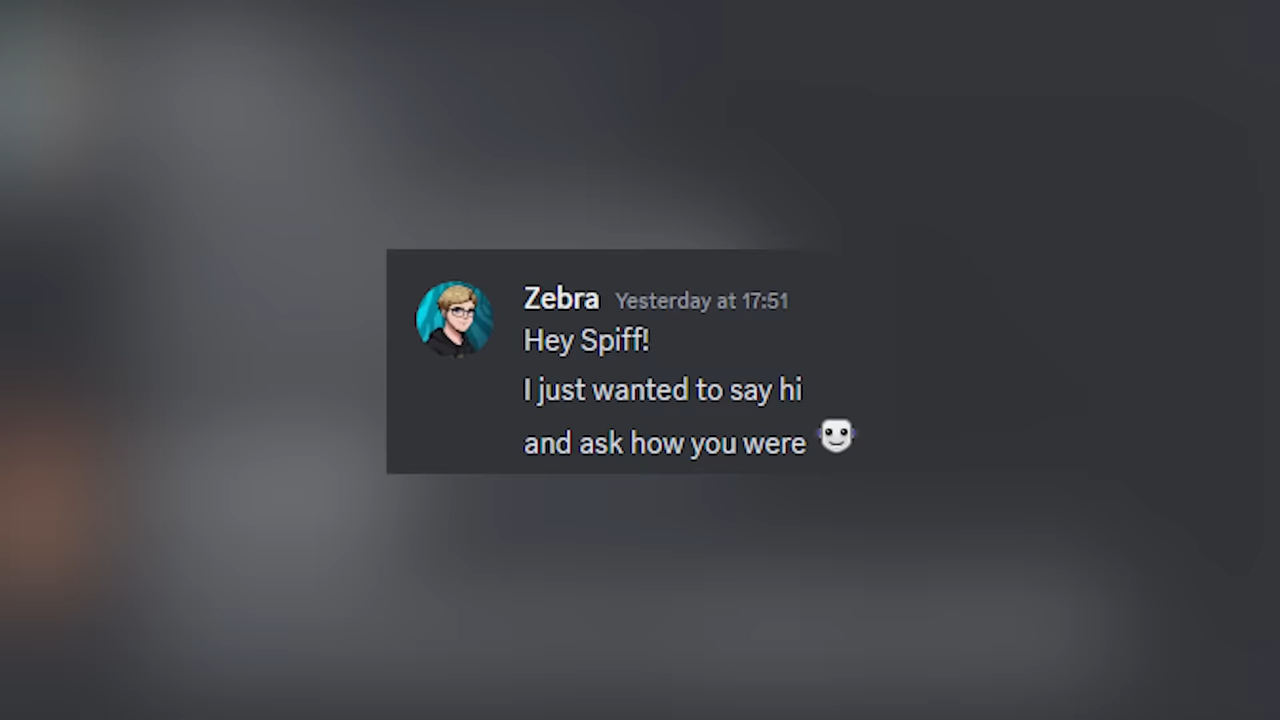 Zebra Yesterday at 17:51
Hey Spiff!
I just wanted to say hi
and ask how you were